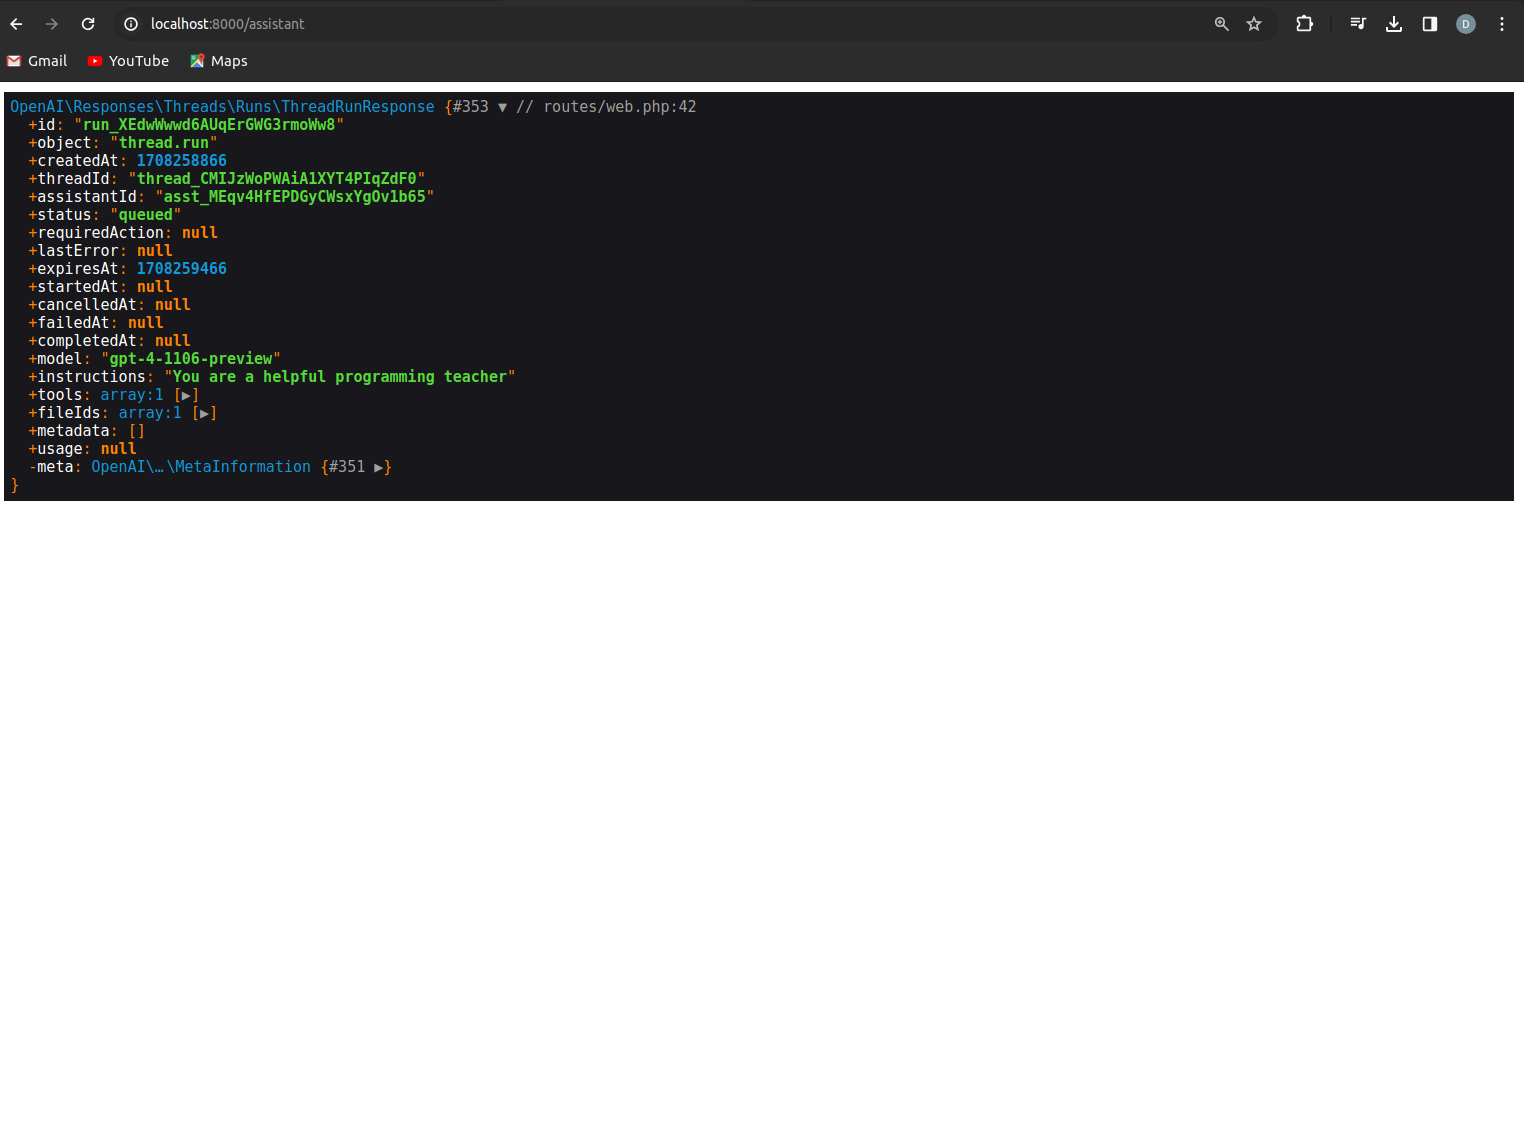 localhost:8000/assistant
D
Gmail YouTube Maps
OpenAI\Responses\Threads\Runs\ThreadRunResponse {#353 ▼ // routes/web.php:42
+id: "run_XEdwWwwd6AUqErGWG3rmoWw8"
+object: "thread.run"
+createdAt: 1708258866
+threadId: "thread_CMIJzWoPWAiA1XYT4PIqZdF0"
+assistantId: "asst_MEqv4HfEPDGyCWsxYgOv1b65"
+status: "queued"
+requiredAction: null
+lastError: null
+expiresAt: 1708259466
+startedAt: null
+cancelledAt: null
+failedAt: null
+completedAt: null
+model: "gpt-4-1106-preview"
+instructions: "You are a helpful programming teacher"
+tools: array:1 [▶]
+fileIds: array:1 [▶]
+metadata: []
+usage: null
-meta: OpenAI\…\MetaInformation {#351 ▶}
}